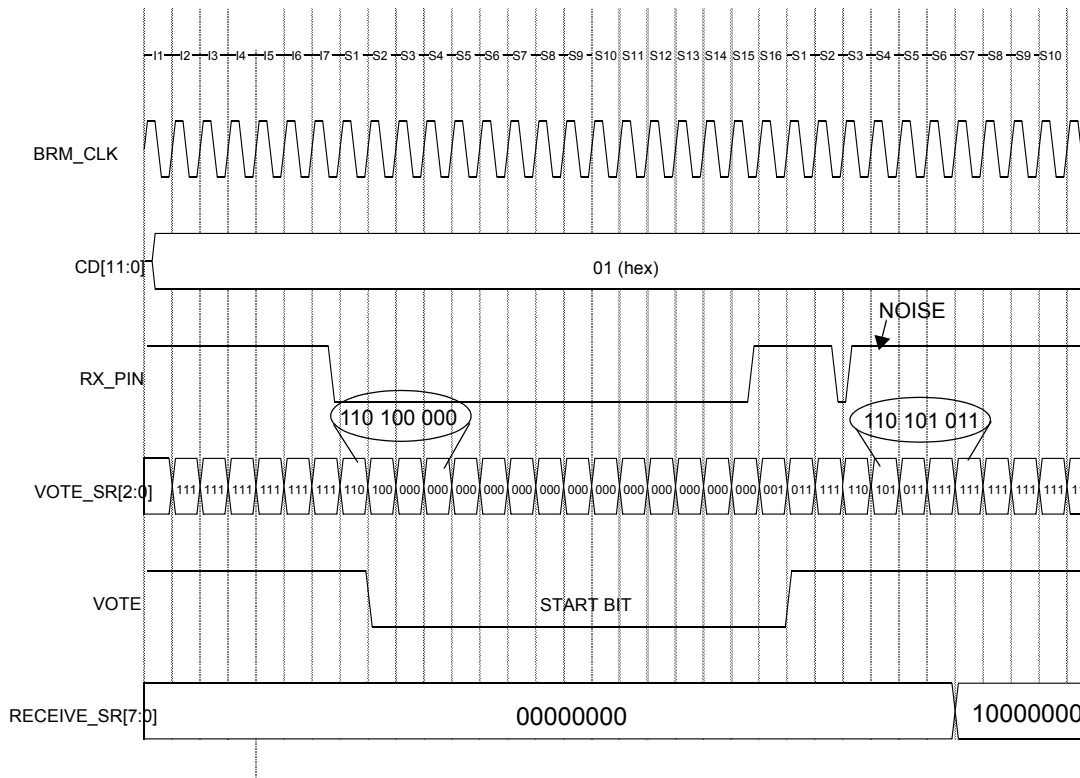 I1 I2 I3 I4 I5 I6 I7 S1 S2 S3 S4 S5 S6 S7 S8 S9 S10 S11 S12 S13 S14 S15 S16 S1 S2 S3 S4 S5 S6 S7 S8 S9 S10
BRM_CLK
CD[11:0] 01 (hex)
NOISE
RX_PIN
110 100 000 110 101 011
VOTE_SR[2:0] 111 111 111 111 111 111 110 100 000 000 000 000 000 000 000 000 000 000 000 000 000 001 011 111 110 101 011 111 111 111 111 111
VOTE START BIT
RECEIVE_SR[7:0] 00000000 10000000